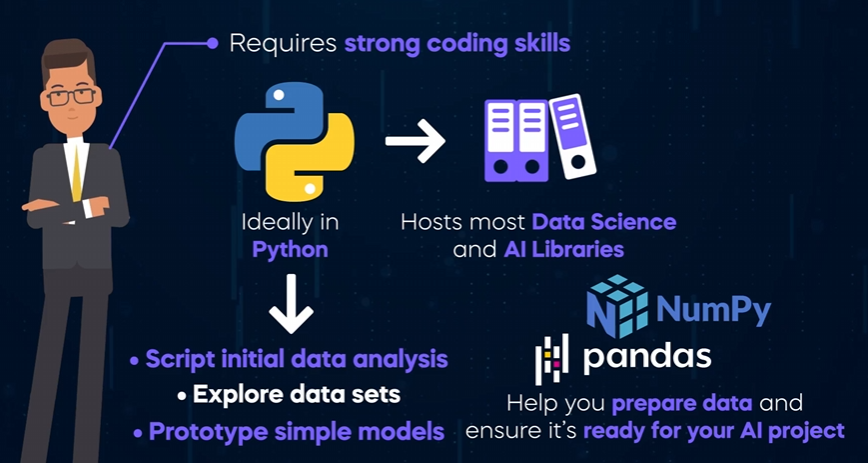 Requires strong coding skills
Ideally in
Python
Hosts most Data Science
and AI Libraries
• Script initial data analysis
• Explore data sets
• Prototype simple models
NumPy
pandas
Help you prepare data and
ensure it's ready for your AI project